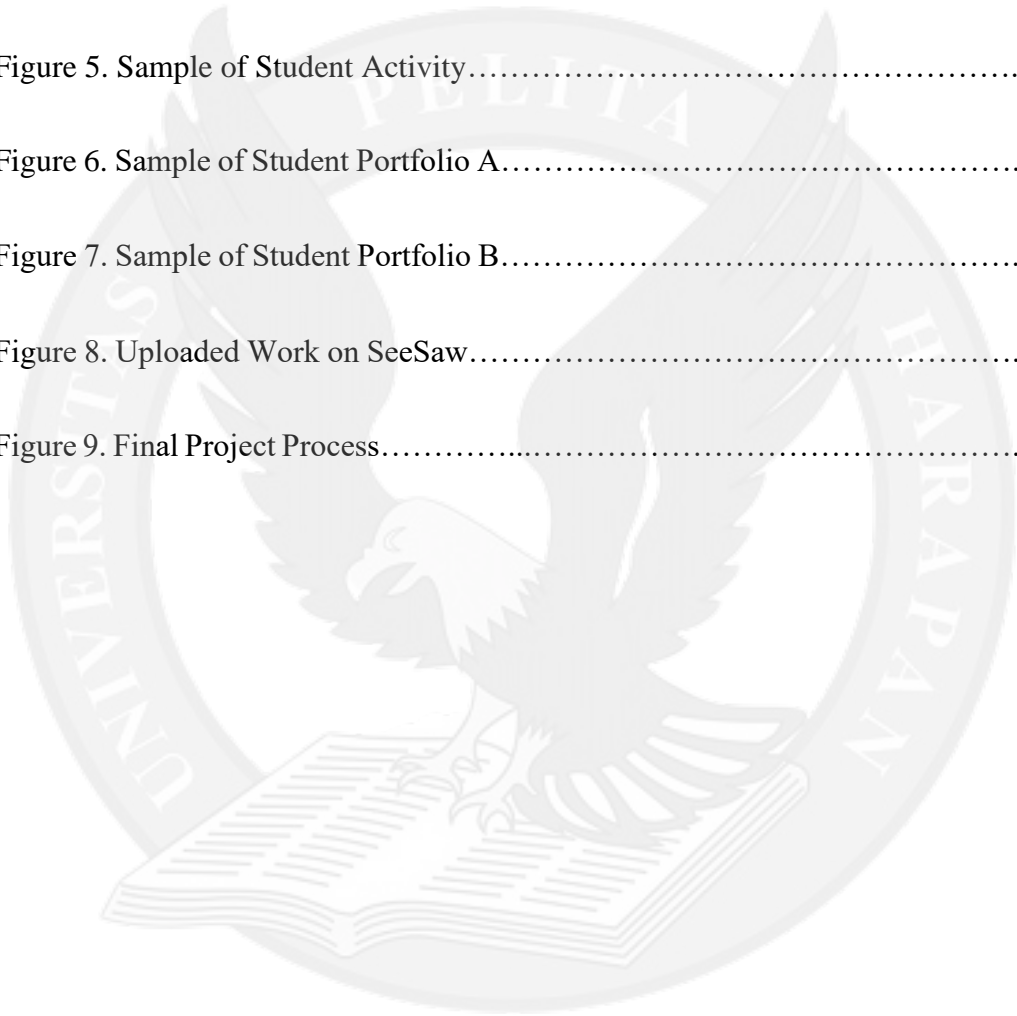 Figure 5. Sample of Student Activity……………………………………………….
Figure 6. Sample of Student Portfolio A…………………………………………….
Figure 7. Sample of Student Portfolio B…………………………………………….
Figure 8. Uploaded Work on SeeSaw……………………………………………….
Figure 9. Final Project Process…………...………………………………………….
UNIVERSITAS PELITA HARAPAN